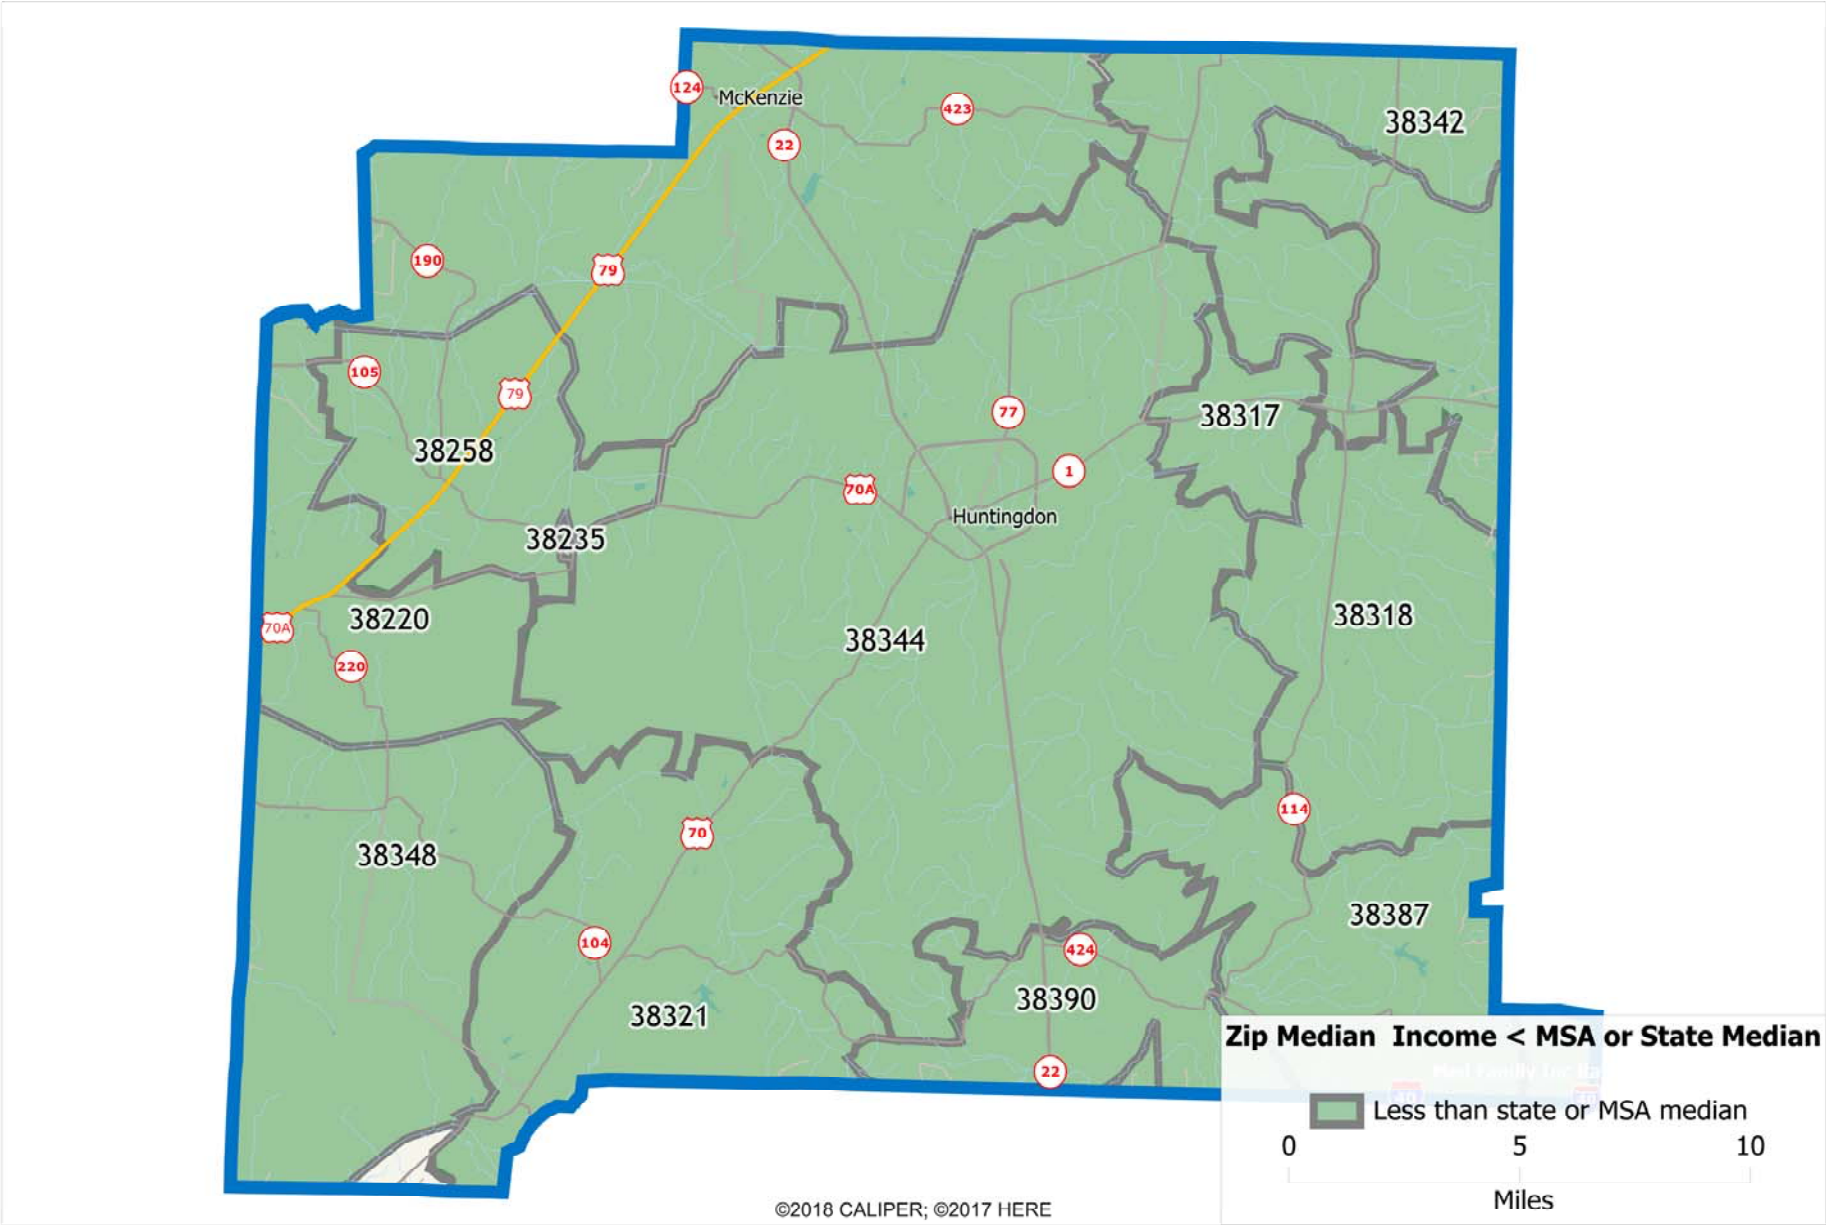 124
McKenzie
423
38342
22
190
79
105
79
77
38317
38258
1
70A
Huntingdon
38235
38220
70A
38344
38318
220
114
70
38348
38387
104
424
38390
38321
22
Zip Median Income < MSA or State Median
Less than state or MSA median
0 5 10
Miles
©2018 CALIPER; ©2017 HERE